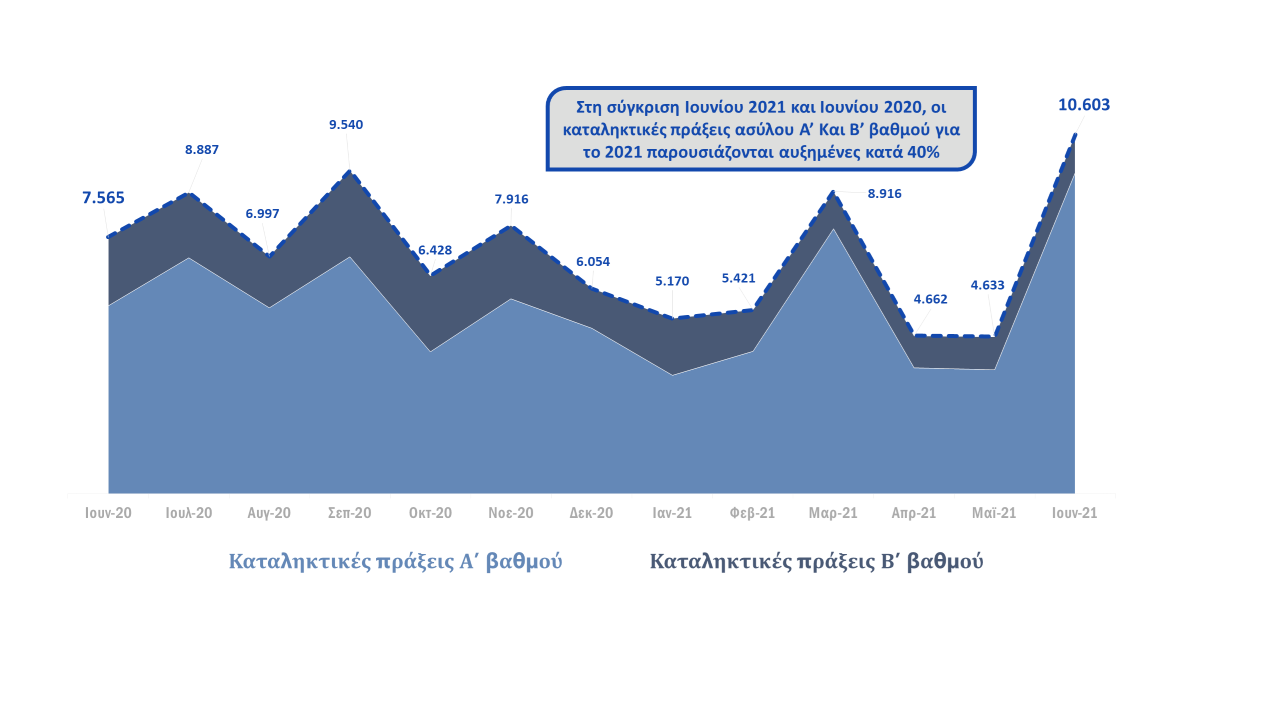 Στη σύγκριση Ιουνίου 2021 και Ιουνίου 2020, οι
καταληκτικές πράξεις ασύλου Α’ Και Β’ βαθμού για
το 2021 παρουσιάζονται αυξημένες κατά 40%
7.565
8.887
6.997
9.540
6.428
7.916
6.054
5.170
5.421
8.916
4.662
4.633
10.603
Ιουν-20 Ιουλ-20 Αυγ-20 Σεπ-20 Οκτ-20 Νοε-20 Δεκ-20 Ιαν-21 Φεβ-21 Μαρ-21 Απρ-21 Μαϊ-21 Ιουν-21
Καταληκτικές πράξεις Α΄ βαθμού Καταληκτικές πράξεις Β΄ βαθμού